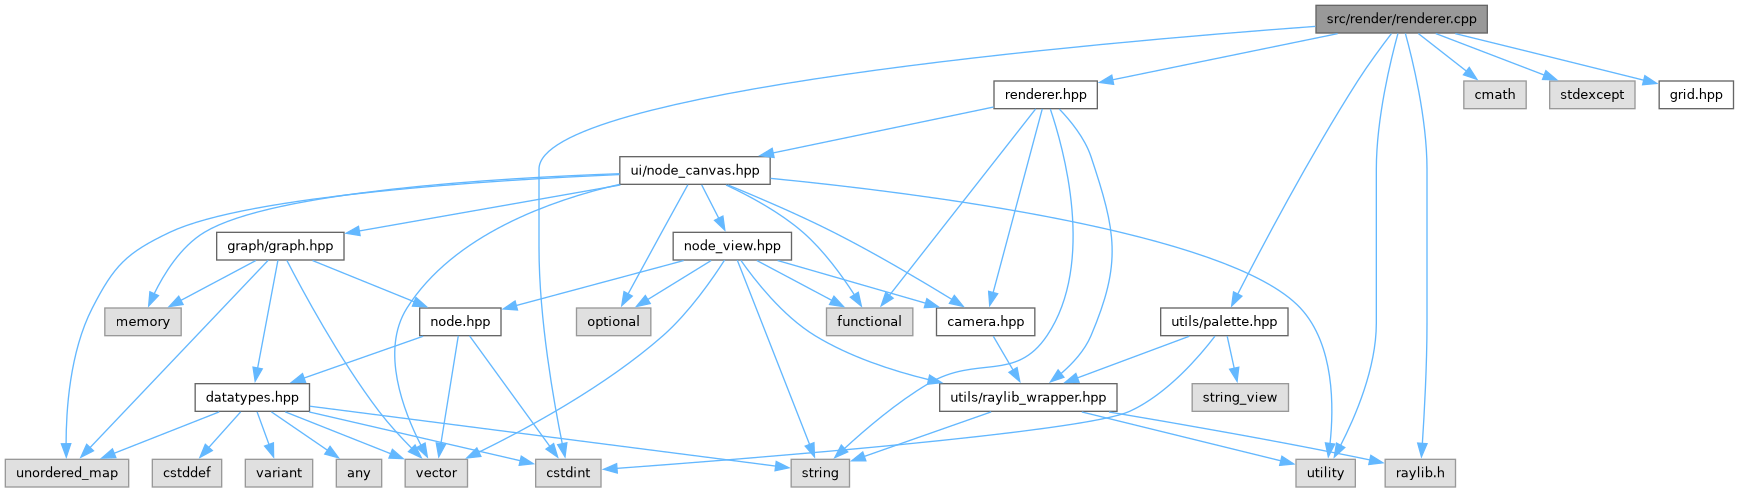 src/render/renderer.cpp
renderer.hpp
cmath
stdexcept
grid.hpp
ui/node_canvas.hpp
graph/graph.hpp
node_view.hpp
memory
node.hpp
optional
functional
camera.hpp
utils/palette.hpp
datatypes.hpp
utils/raylib_wrapper.hpp
string_view
unordered_map
cstddef
variant
any
vector
cstdint
string
utility
raylib.h